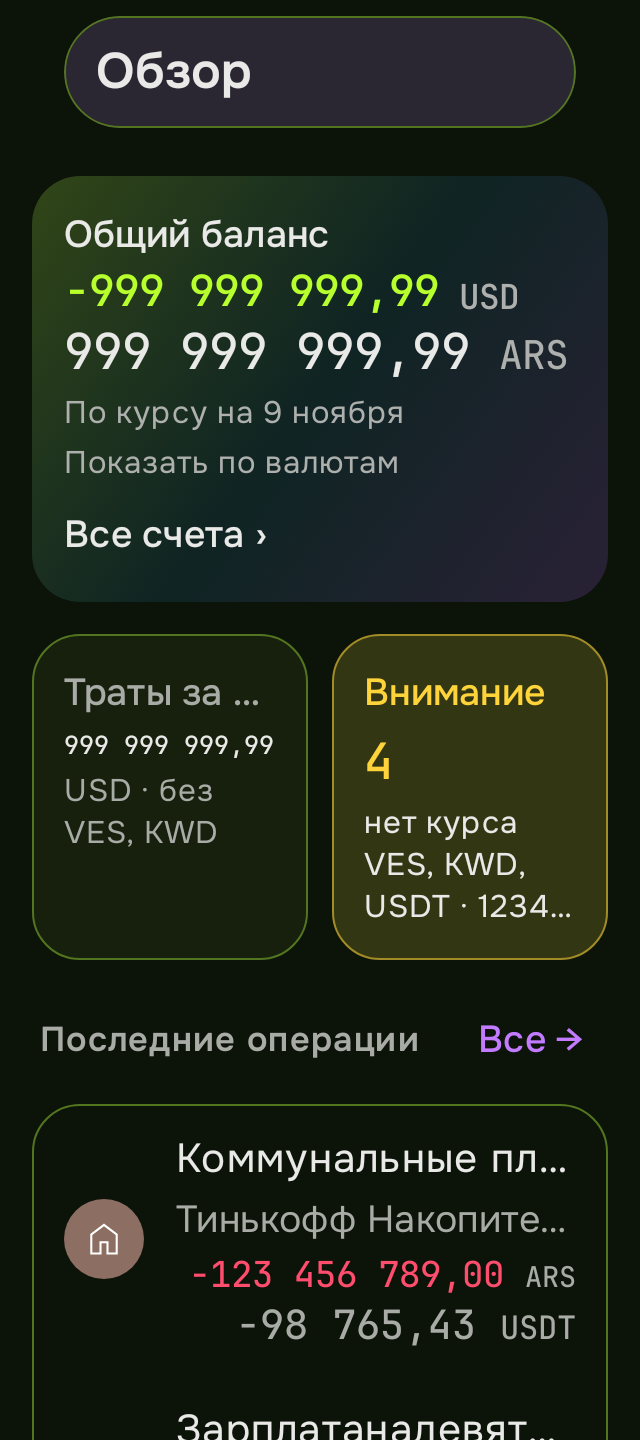 Обзор
Общий баланс
-999 999 999,99 USD
999 999 999,99 ARS
По курсу на 9 ноября
Показать по валютам
Все счета ›
Траты за ...
999 999 999,99
USD · без
VES, KWD
Внимание
4
нет курса
VES, KWD,
USDT · 1234...
Последние операции
Все →
Коммунальные пл...
Тинькофф Накопите...
-123 456 789,00 ARS
-98 765,43 USDT
Зарплатаналевят...